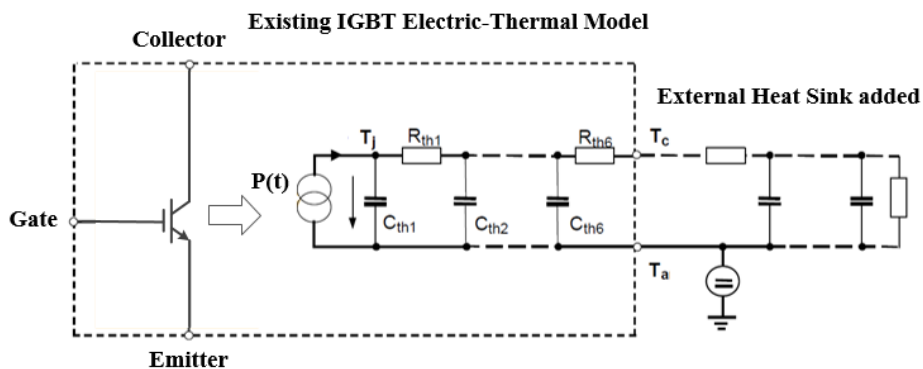 Existing IGBT Electric-Thermal Model
Collector
External Heat Sink added
Tj
Rth1
Rth6
Tc
P(t)
Gate
Cth1
Cth2
Cth6
Ta
Emitter